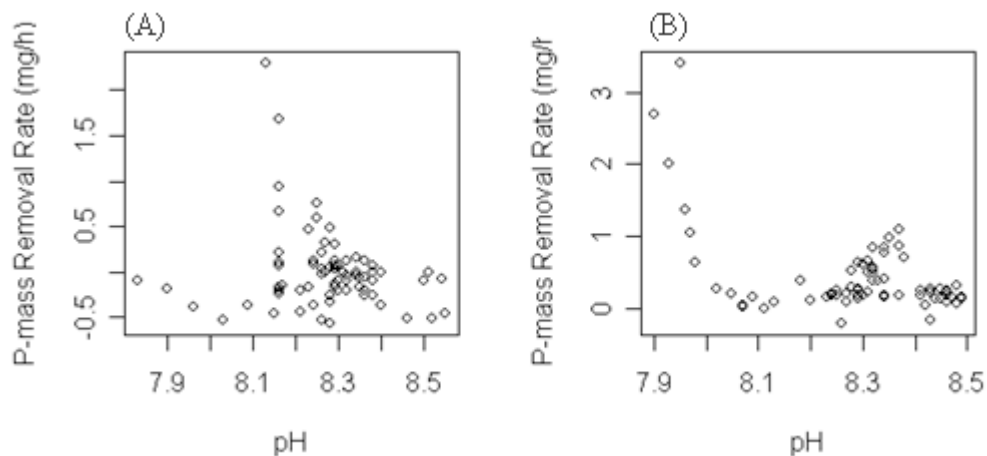 (A)
(B)
P-mass Removal Rate (mg/h)
1.5
0.5
-0.5
7.9
8.1
8.3
8.5
pH
P-mass Removal Rate (mg/r
3
2
1
0
7.9
8.1
8.3
8.5
pH